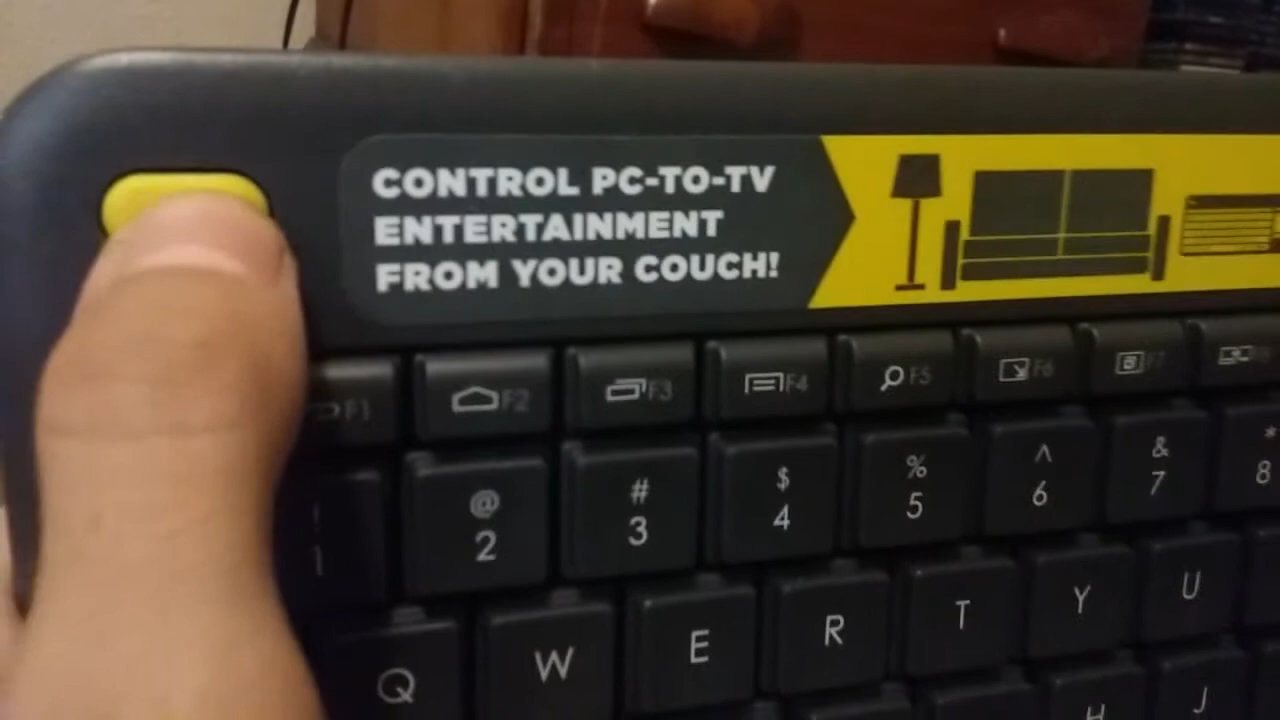 CONTROL PC-TO-TV
ENTERTAINMENT
FROM YOUR COUCH!
F1 F2 F3 F4 F5 F6 F7
@ # $ % ^ & *
2 3 4 5 6 7 8
Q W E R T Y U
H J